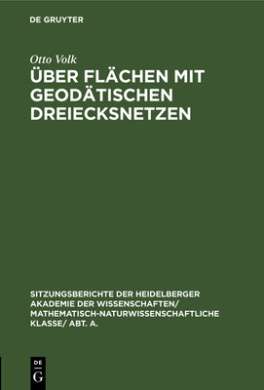 DE GRUYTER
Otto Volk
ÜBER FLÄCHEN MIT
GEODÄTISCHEN
DREIECKSNETZEN
SITZUNGSBERICHTE DER HEIDELBERGER
AKADEMIE DER WISSENSCHAFTEN/
MATHEMATISCH-NATURWISSENSCHAFTLICHE
KLASSE/ ABT. A.
DE
G